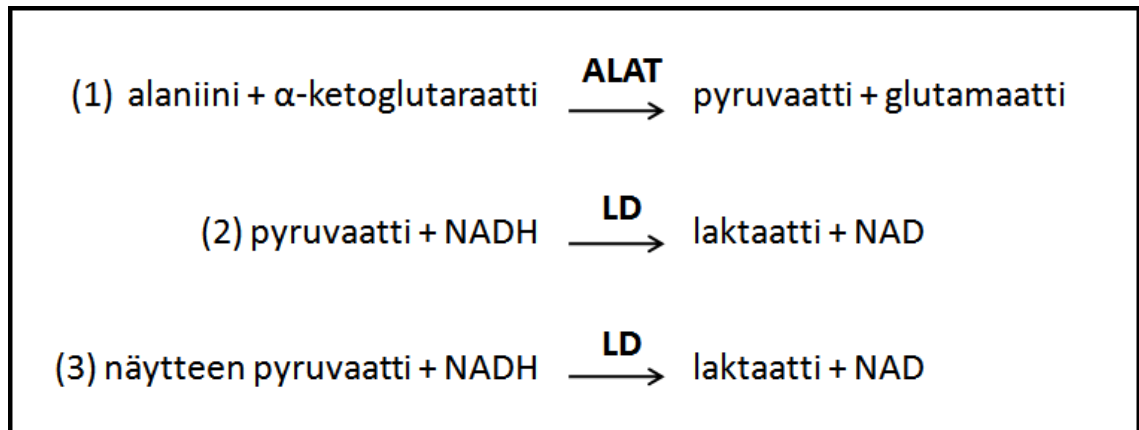 ALAT
(1) alaniini + α-ketoglutaraatti → pyruvaatti + glutamaatti
LD
(2) pyruvaatti + NADH → laktaatti + NAD
LD
(3) näytteen pyruvaatti + NADH → laktaatti + NAD